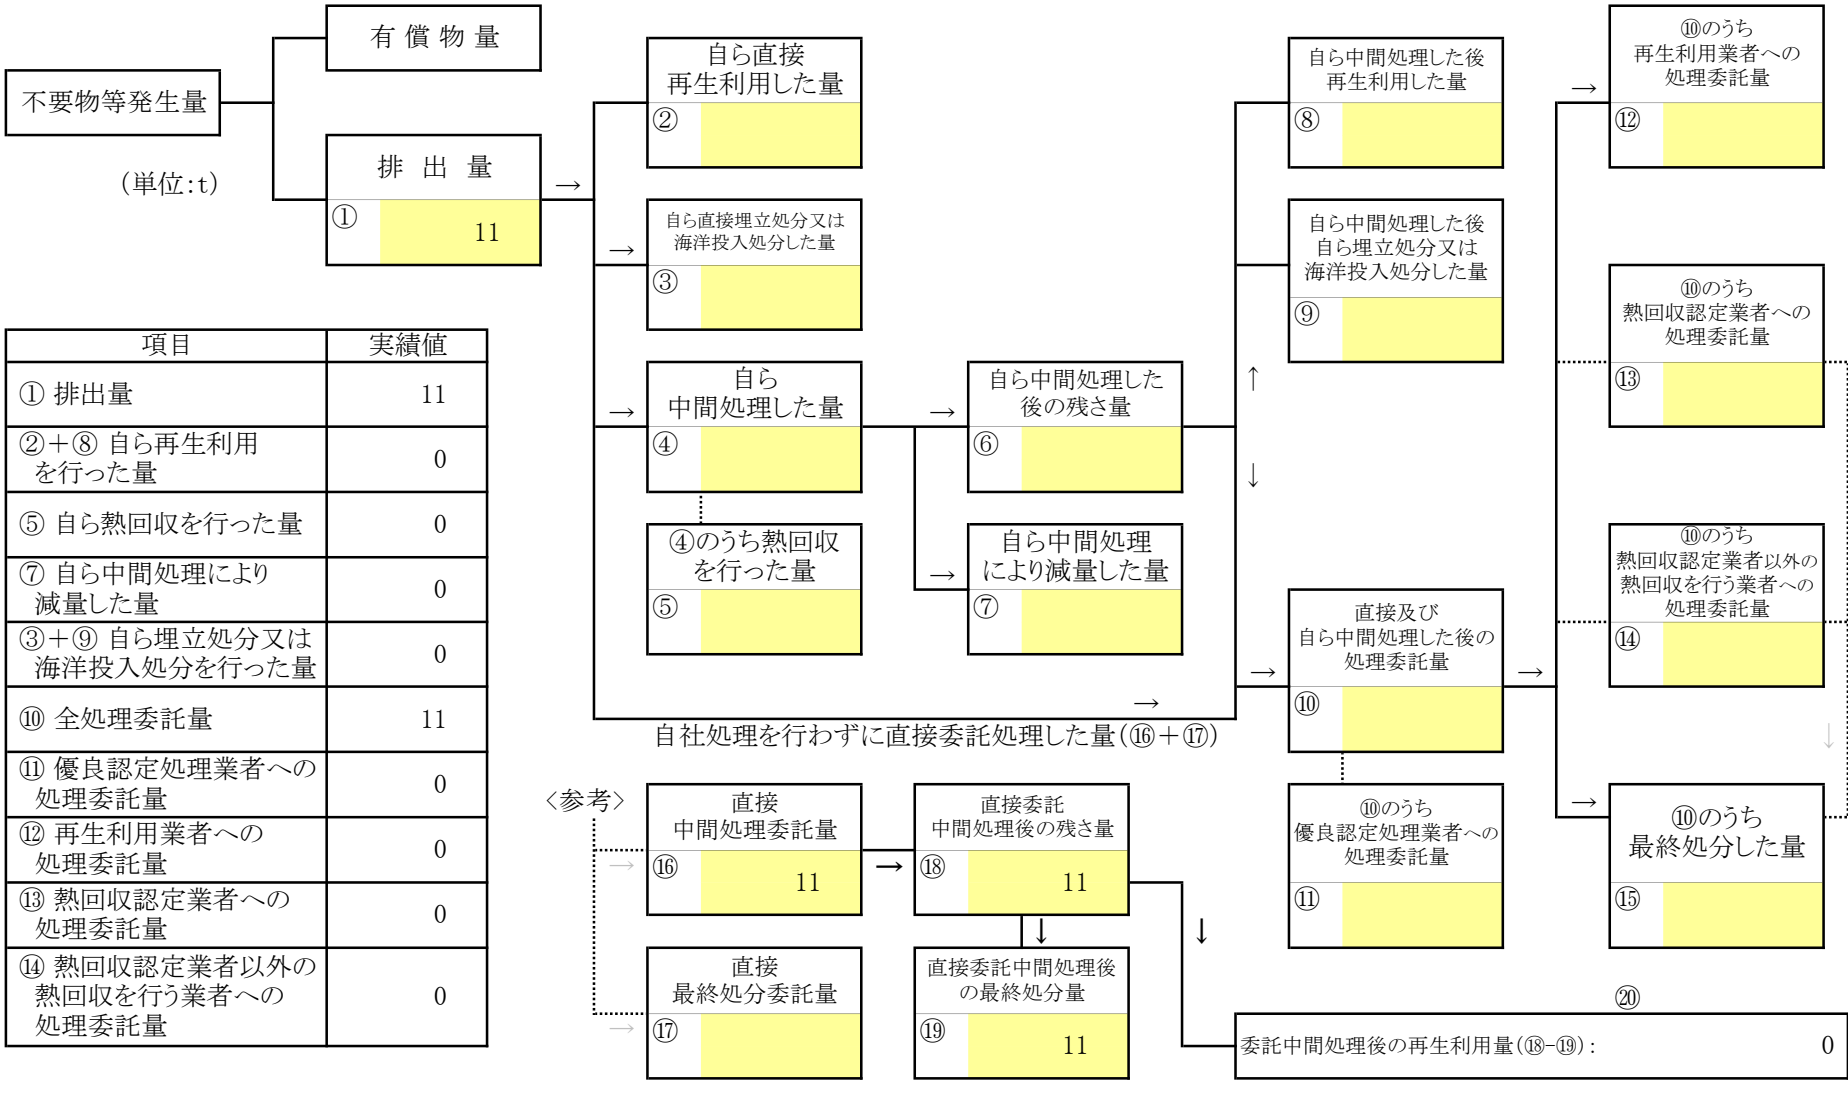 有償物量
不要物等発生量
(単位:t)
排出量
①
11
→
自ら直接
再生利用した量
②
→
自ら直接埋立処分又は
海洋投入処分した量
③
→
自ら
中間処理した量
④
④のうち熱回収
を行った量
⑤
→
自ら中間処理した
後の残さ量
⑥
→
自ら中間処理
により減量した量
⑦
自ら中間処理した後
再生利用した量
⑧
自ら中間処理した後
自ら埋立処分又は
海洋投入処分した量
⑨
↑
↓
→
自社処理を行わずに直接委託処理した量(⑯+⑰)
→
直接及び
自ら中間処理した後の
処理委託量
⑩
⑩のうち
優良認定処理業者への
処理委託量
⑪
→
→
⑩のうち
再生利用業者への
処理委託量
⑫
⑩のうち
熱回収認定業者への
処理委託量
⑬
⑩のうち
熱回収認定業者以外の
熱回収を行う業者への
処理委託量
⑭
↓
→
⑩のうち
最終処分した量
⑮
項目 実績値
① 排出量 11
②+⑧ 自ら再生利用
を行った量 0
⑤ 自ら熱回収を行った量 0
⑦ 自ら中間処理により
減量した量 0
③+⑨ 自ら埋立処分又は
海洋投入処分を行った量 0
⑩ 全処理委託量 11
⑪ 優良認定処理業者への
処理委託量 0
⑫ 再生利用業者への
処理委託量 0
⑬ 熱回収認定業者への
処理委託量 0
⑭ 熱回収認定業者以外の
熱回収を行う業者への
処理委託量 0
<参考>
→
直接
中間処理委託量
⑯
11
→
直接委託
中間処理後の残さ量
⑱
11
↓
↓
→
直接
最終処分委託量
⑰
直接委託中間処理後
の最終処分量
⑲
11
⑳
委託中間処理後の再生利用量(⑱-⑲): 0